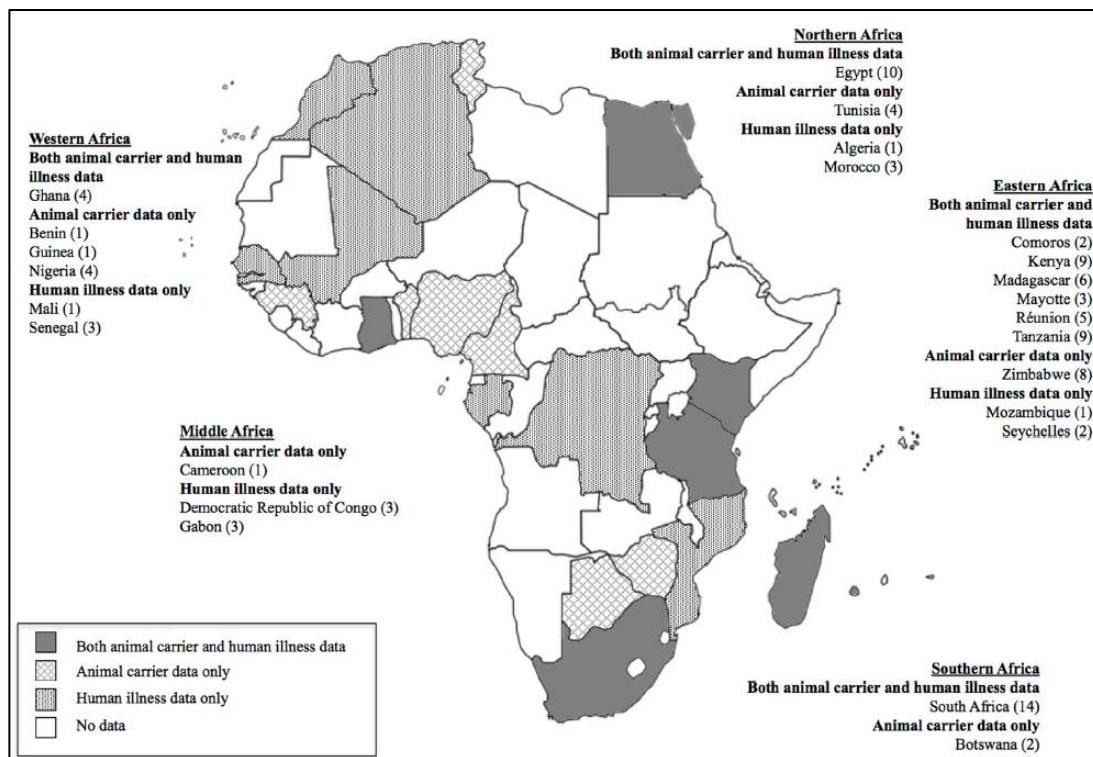 Northern Africa
Both animal carrier and human illness data
Egypt (10)
Animal carrier data only
Tunisia (4)
Human illness data only
Algeria (1)
Morocco (3)
Western Africa
Both animal carrier and human
illness data
Ghana (4)
Animal carrier data only
Benin (1)
Guinea (1)
Nigeria (4)
Human illness data only
Mali (1)
Senegal (3)
Eastern Africa
Both animal carrier and
human illness data
Comoros (2)
Kenya (9)
Madagascar (6)
Mayotte (3)
Réunion (5)
Tanzania (9)
Animal carrier data only
Zimbabwe (8)
Human illness data only
Mozambique (1)
Seychelles (2)
Middle Africa
Animal carrier data only
Cameroon (1)
Human illness data only
Democratic Republic of Congo (3)
Gabon (3)
Both animal carrier and human illness data
Animal carrier data only
Human illness data only
No data
Southern Africa
Both animal carrier and human illness data
South Africa (14)
Animal carrier data only
Botswana (2)